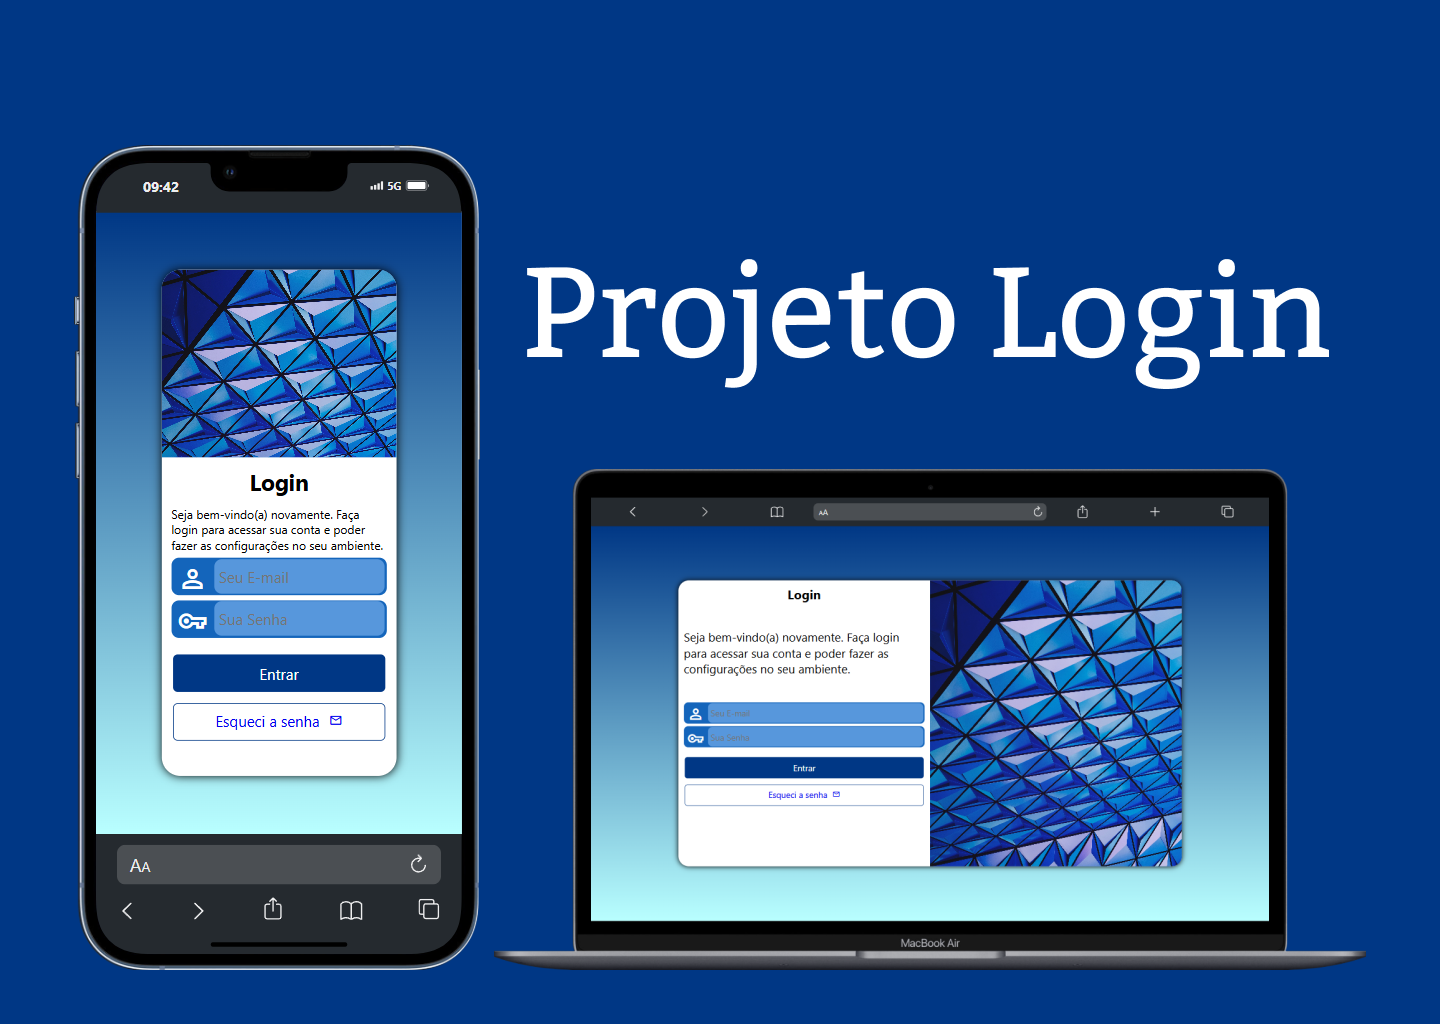 09:42
5G
Projeto Login
Login
Seja bem-vindo(a) novamente. Faça
login para acessar sua conta e poder
fazer as configurações no seu ambiente.
Seu E-mail
Sua Senha
Entrar
Esqueci a senha
AA
AA
Login
Seja bem-vindo(a) novamente. Faça login
para acessar sua conta e poder fazer as
configurações no seu ambiente.
Seu E-mail
Sua Senha
Entrar
Esqueci a senha
MacBook Air